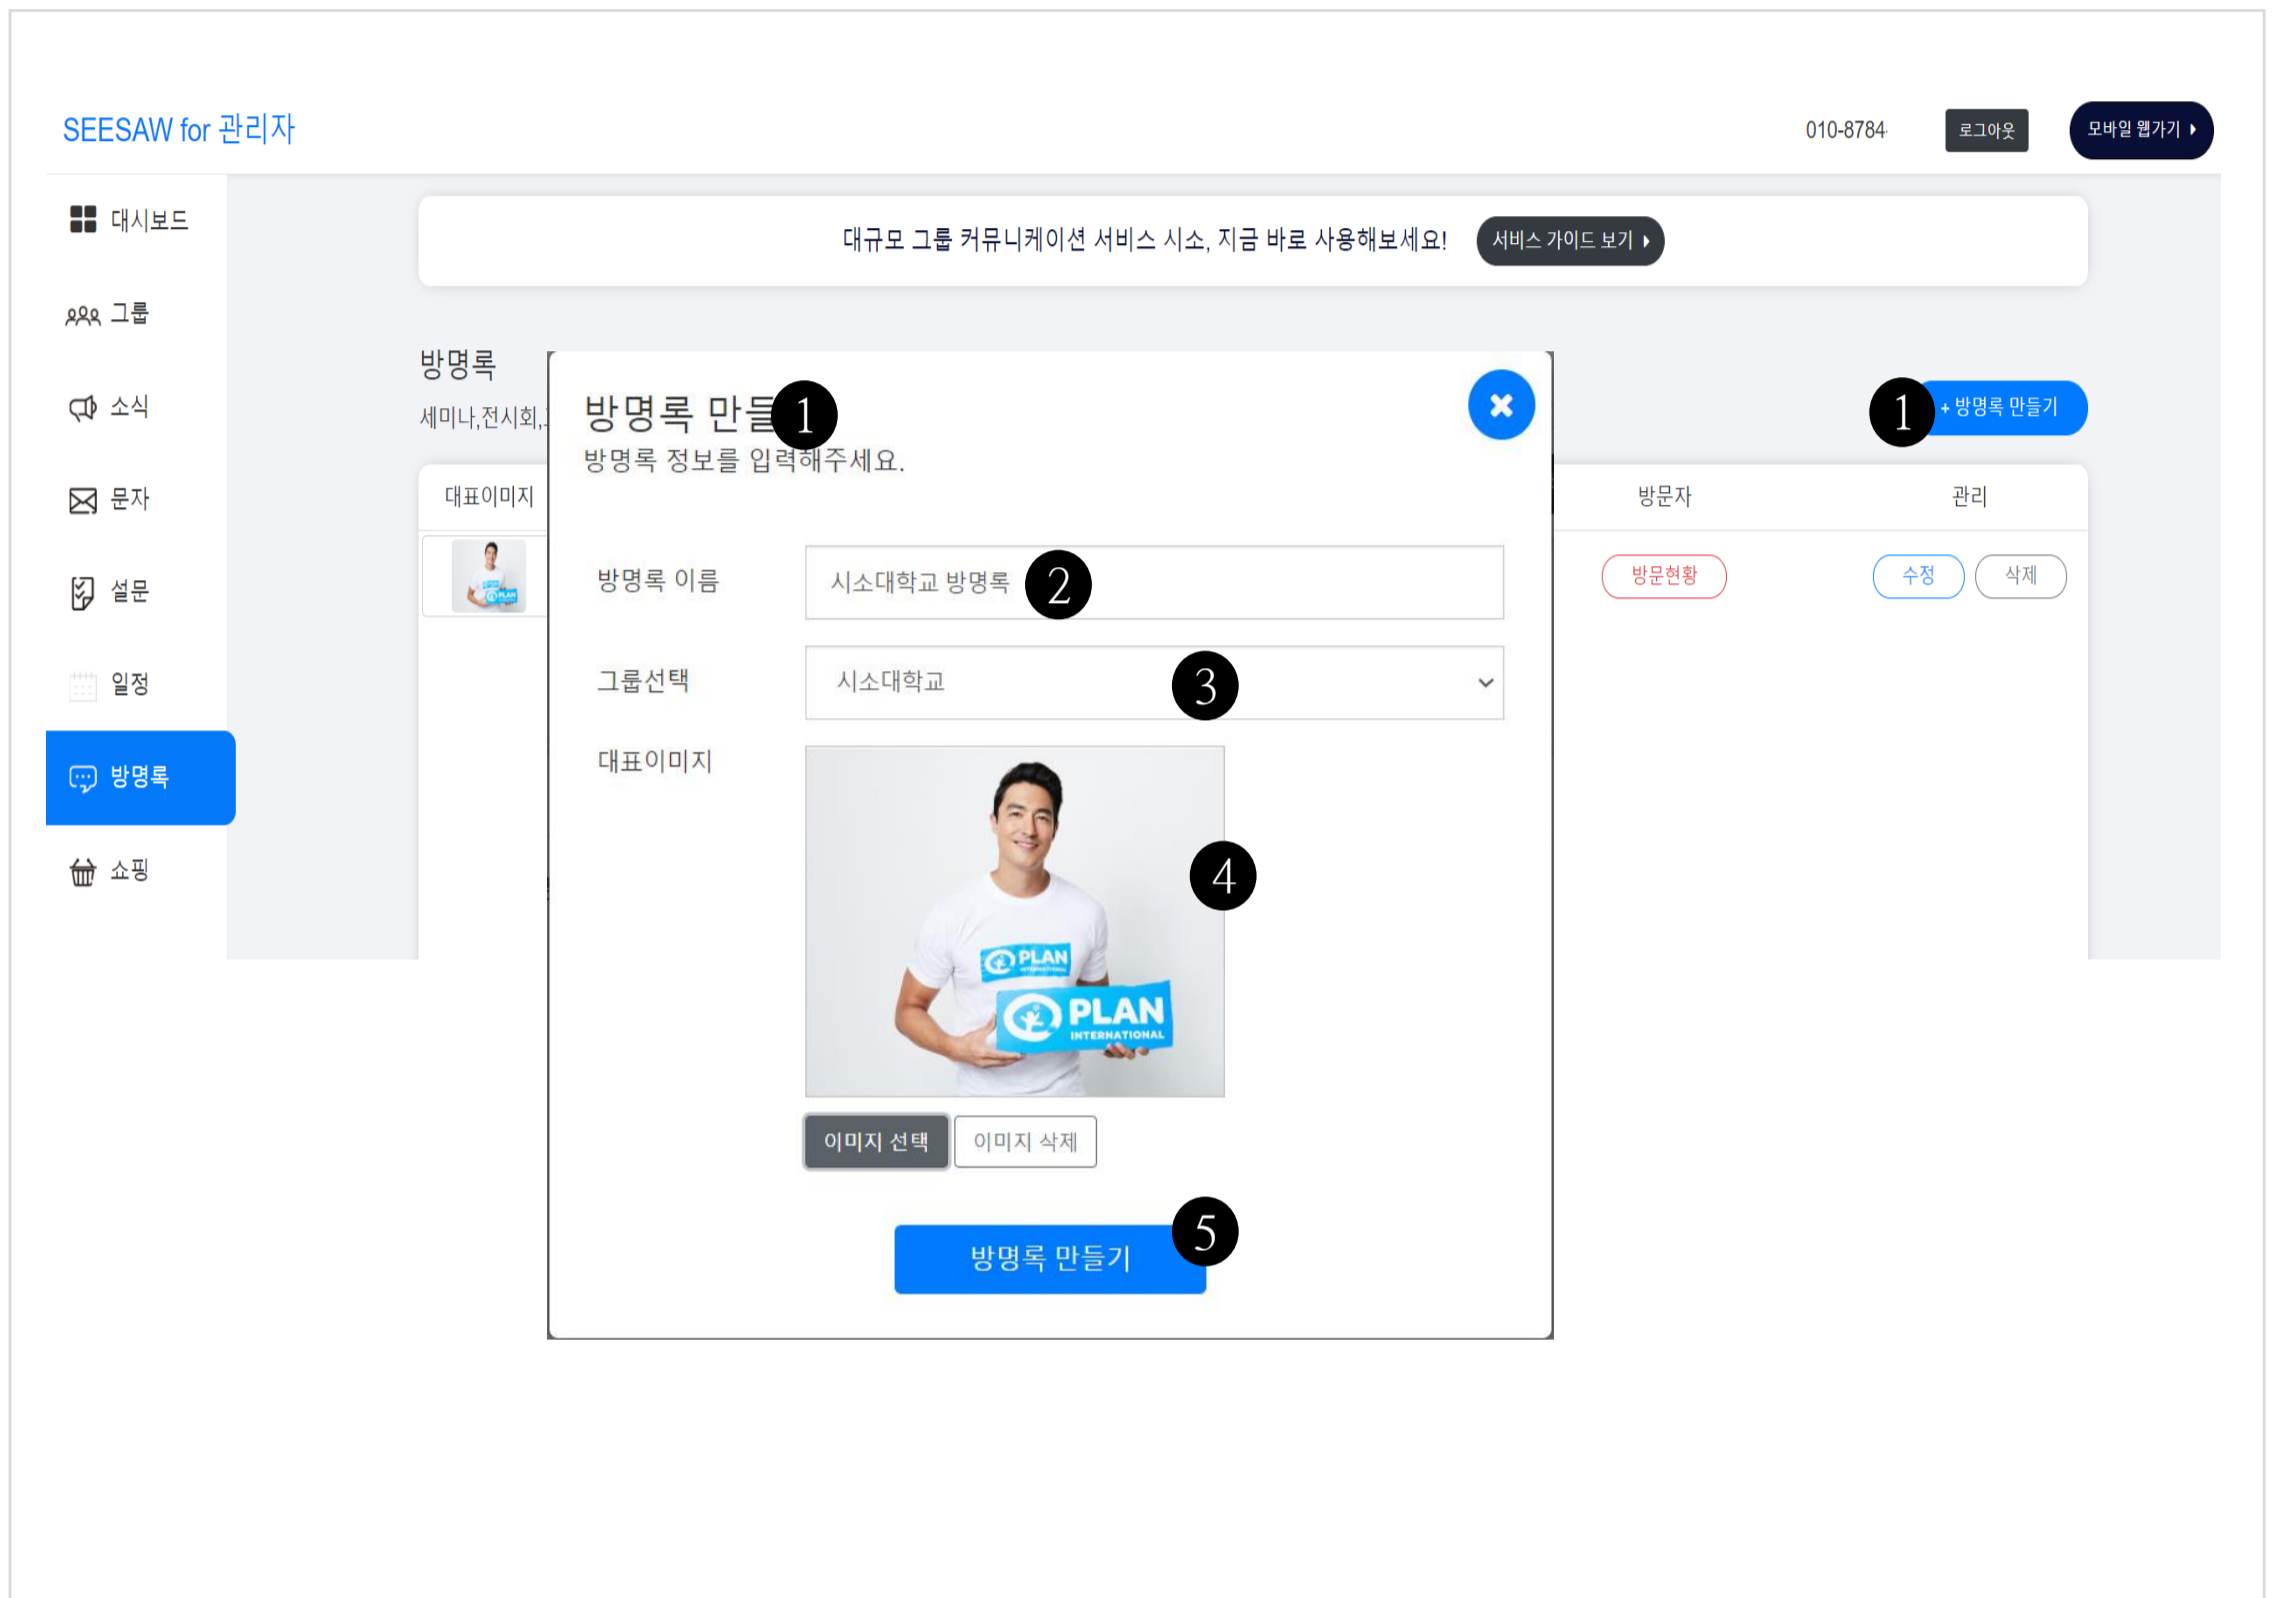 SEESAW for 관리자
010-8784-
로그아웃
모바일 웹가기
대시보드
그룹
소식
문자
설문
일정
방명록
쇼핑
대규모 그룹 커뮤니케이션 서비스 시소, 지금 바로 사용해보세요!
서비스 가이드 보기
방명록
세미나,전시회,
1
+ 방명록 만들기
대표이미지
방문자
관리
방문현황
수정
삭제
방명록 만들
1
방명록 정보를 입력해주세요.
방명록 이름
시소대학교 방명록
2
그룹선택
시소대학교
3
대표이미지
4
PLAN
INTERNATIONAL
PLAN
INTERNATIONAL
이미지 선택
이미지 삭제
5
방명록 만들기